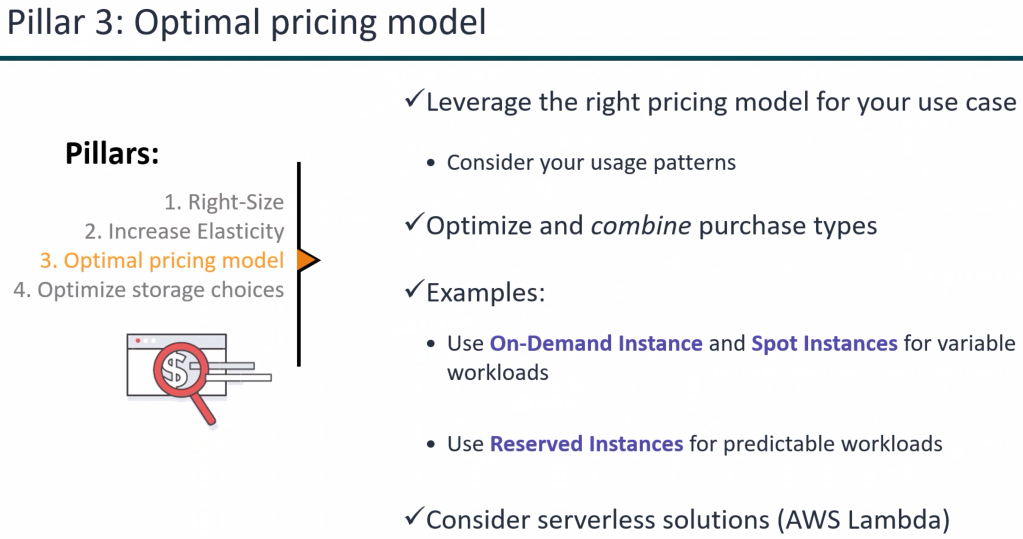 Pillar 3: Optimal pricing model
Pillars:
1. Right-Size
2. Increase Elasticity
3. Optimal pricing model
4. Optimize storage choices
$
✓Leverage the right pricing model for your use case
• Consider your usage patterns
✓Optimize and combine purchase types
✓Examples:
• Use On-Demand Instance and Spot Instances for variable
workloads
• Use Reserved Instances for predictable workloads
✓Consider serverless solutions (AWS Lambda)